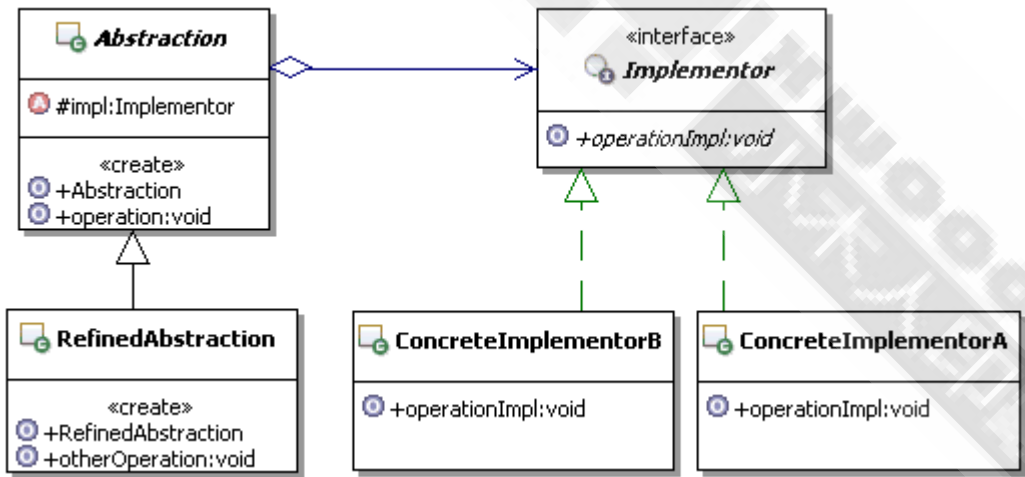 Abstraction
#impl:Implementor
«create»
+Abstraction
+operation:void
«interface»
Implementor
+operationImpl:void
RefinedAbstraction
«create»
+RefinedAbstraction
+otherOperation:void
ConcreteImplementorB
+operationImpl:void
ConcreteImplementorA
+operationImpl:void